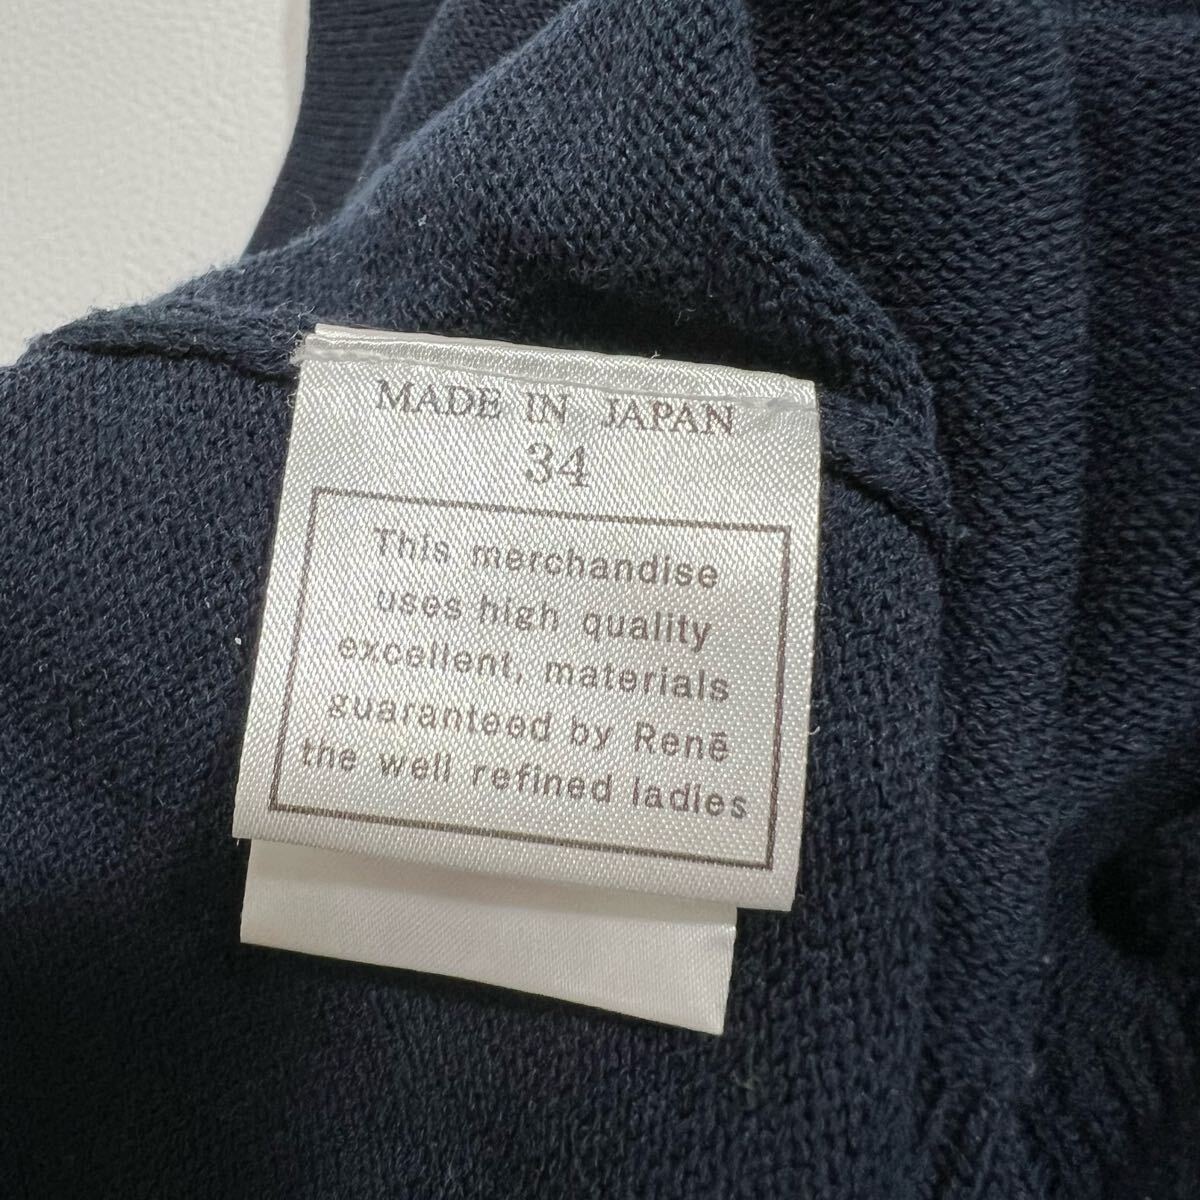 MADE IN JAPAN
34
This merchandise
uses high quality
excellent, materials
guaranteed by Renē
the well refined ladies